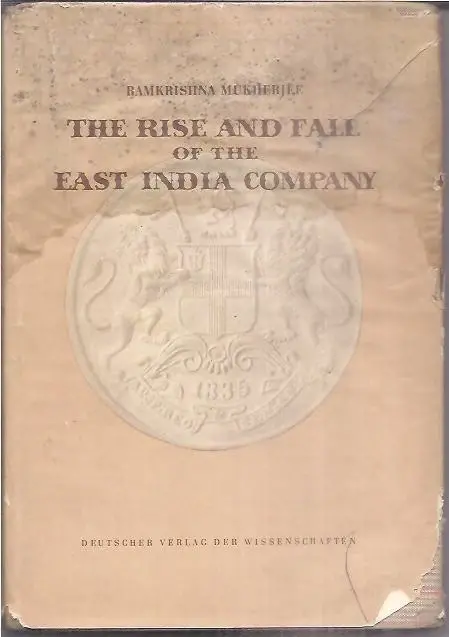 RAMKRISHNA MUKHERJEE
THE RISE AND FALL
OF THE
EAST INDIA COMPANY
1835
DEUTSCHER VERLAG DER WISSENSCHAFTEN